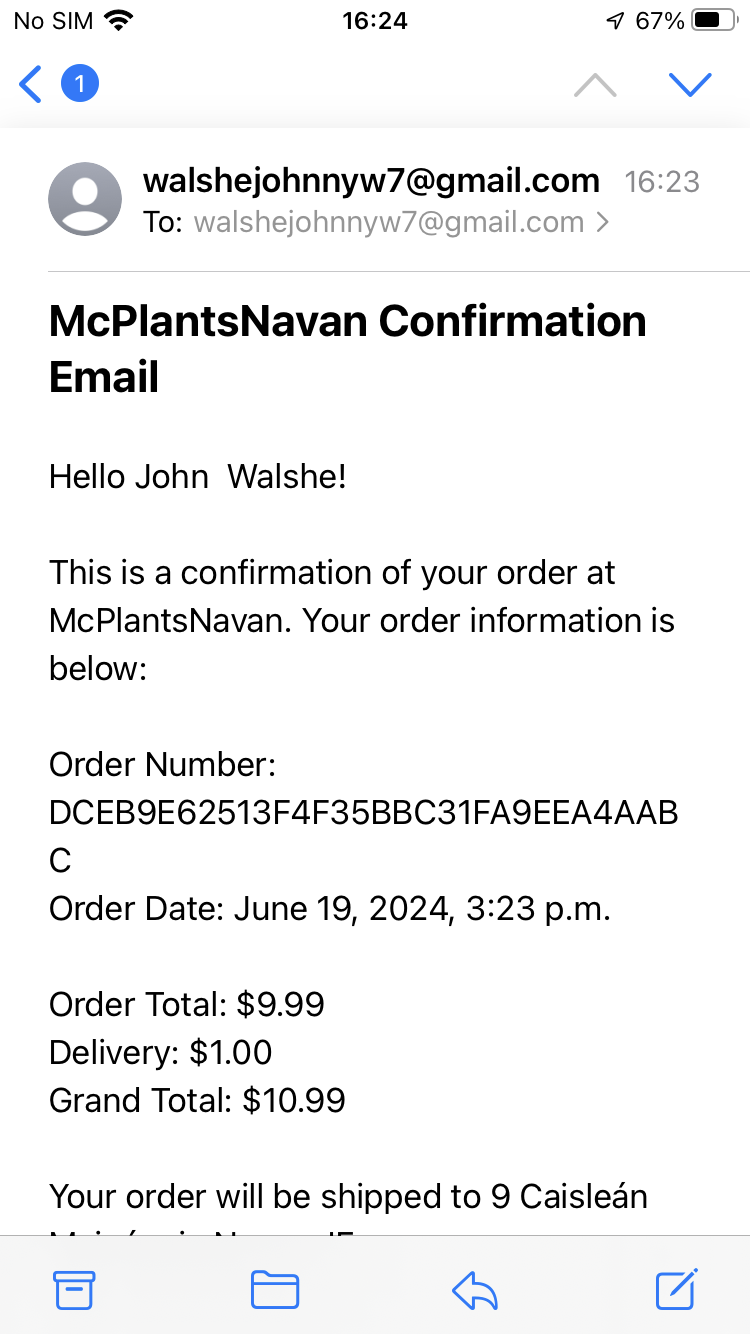 No SIM 16:24 67%
1
walshejohnnyw7@gmail.com 16:23
To: walshejohnnyw7@gmail.com
McPlantsNavan Confirmation
Email
Hello John  Walshe!
This is a confirmation of your order at
McPlantsNavan. Your order information is
below:
Order Number:
DCEB9E62513F4F35BBC31FA9EEA4AAB
C
Order Date: June 19, 2024, 3:23 p.m.
Order Total: $9.99
Delivery: $1.00
Grand Total: $10.99
Your order will be shipped to 9 Caisleán